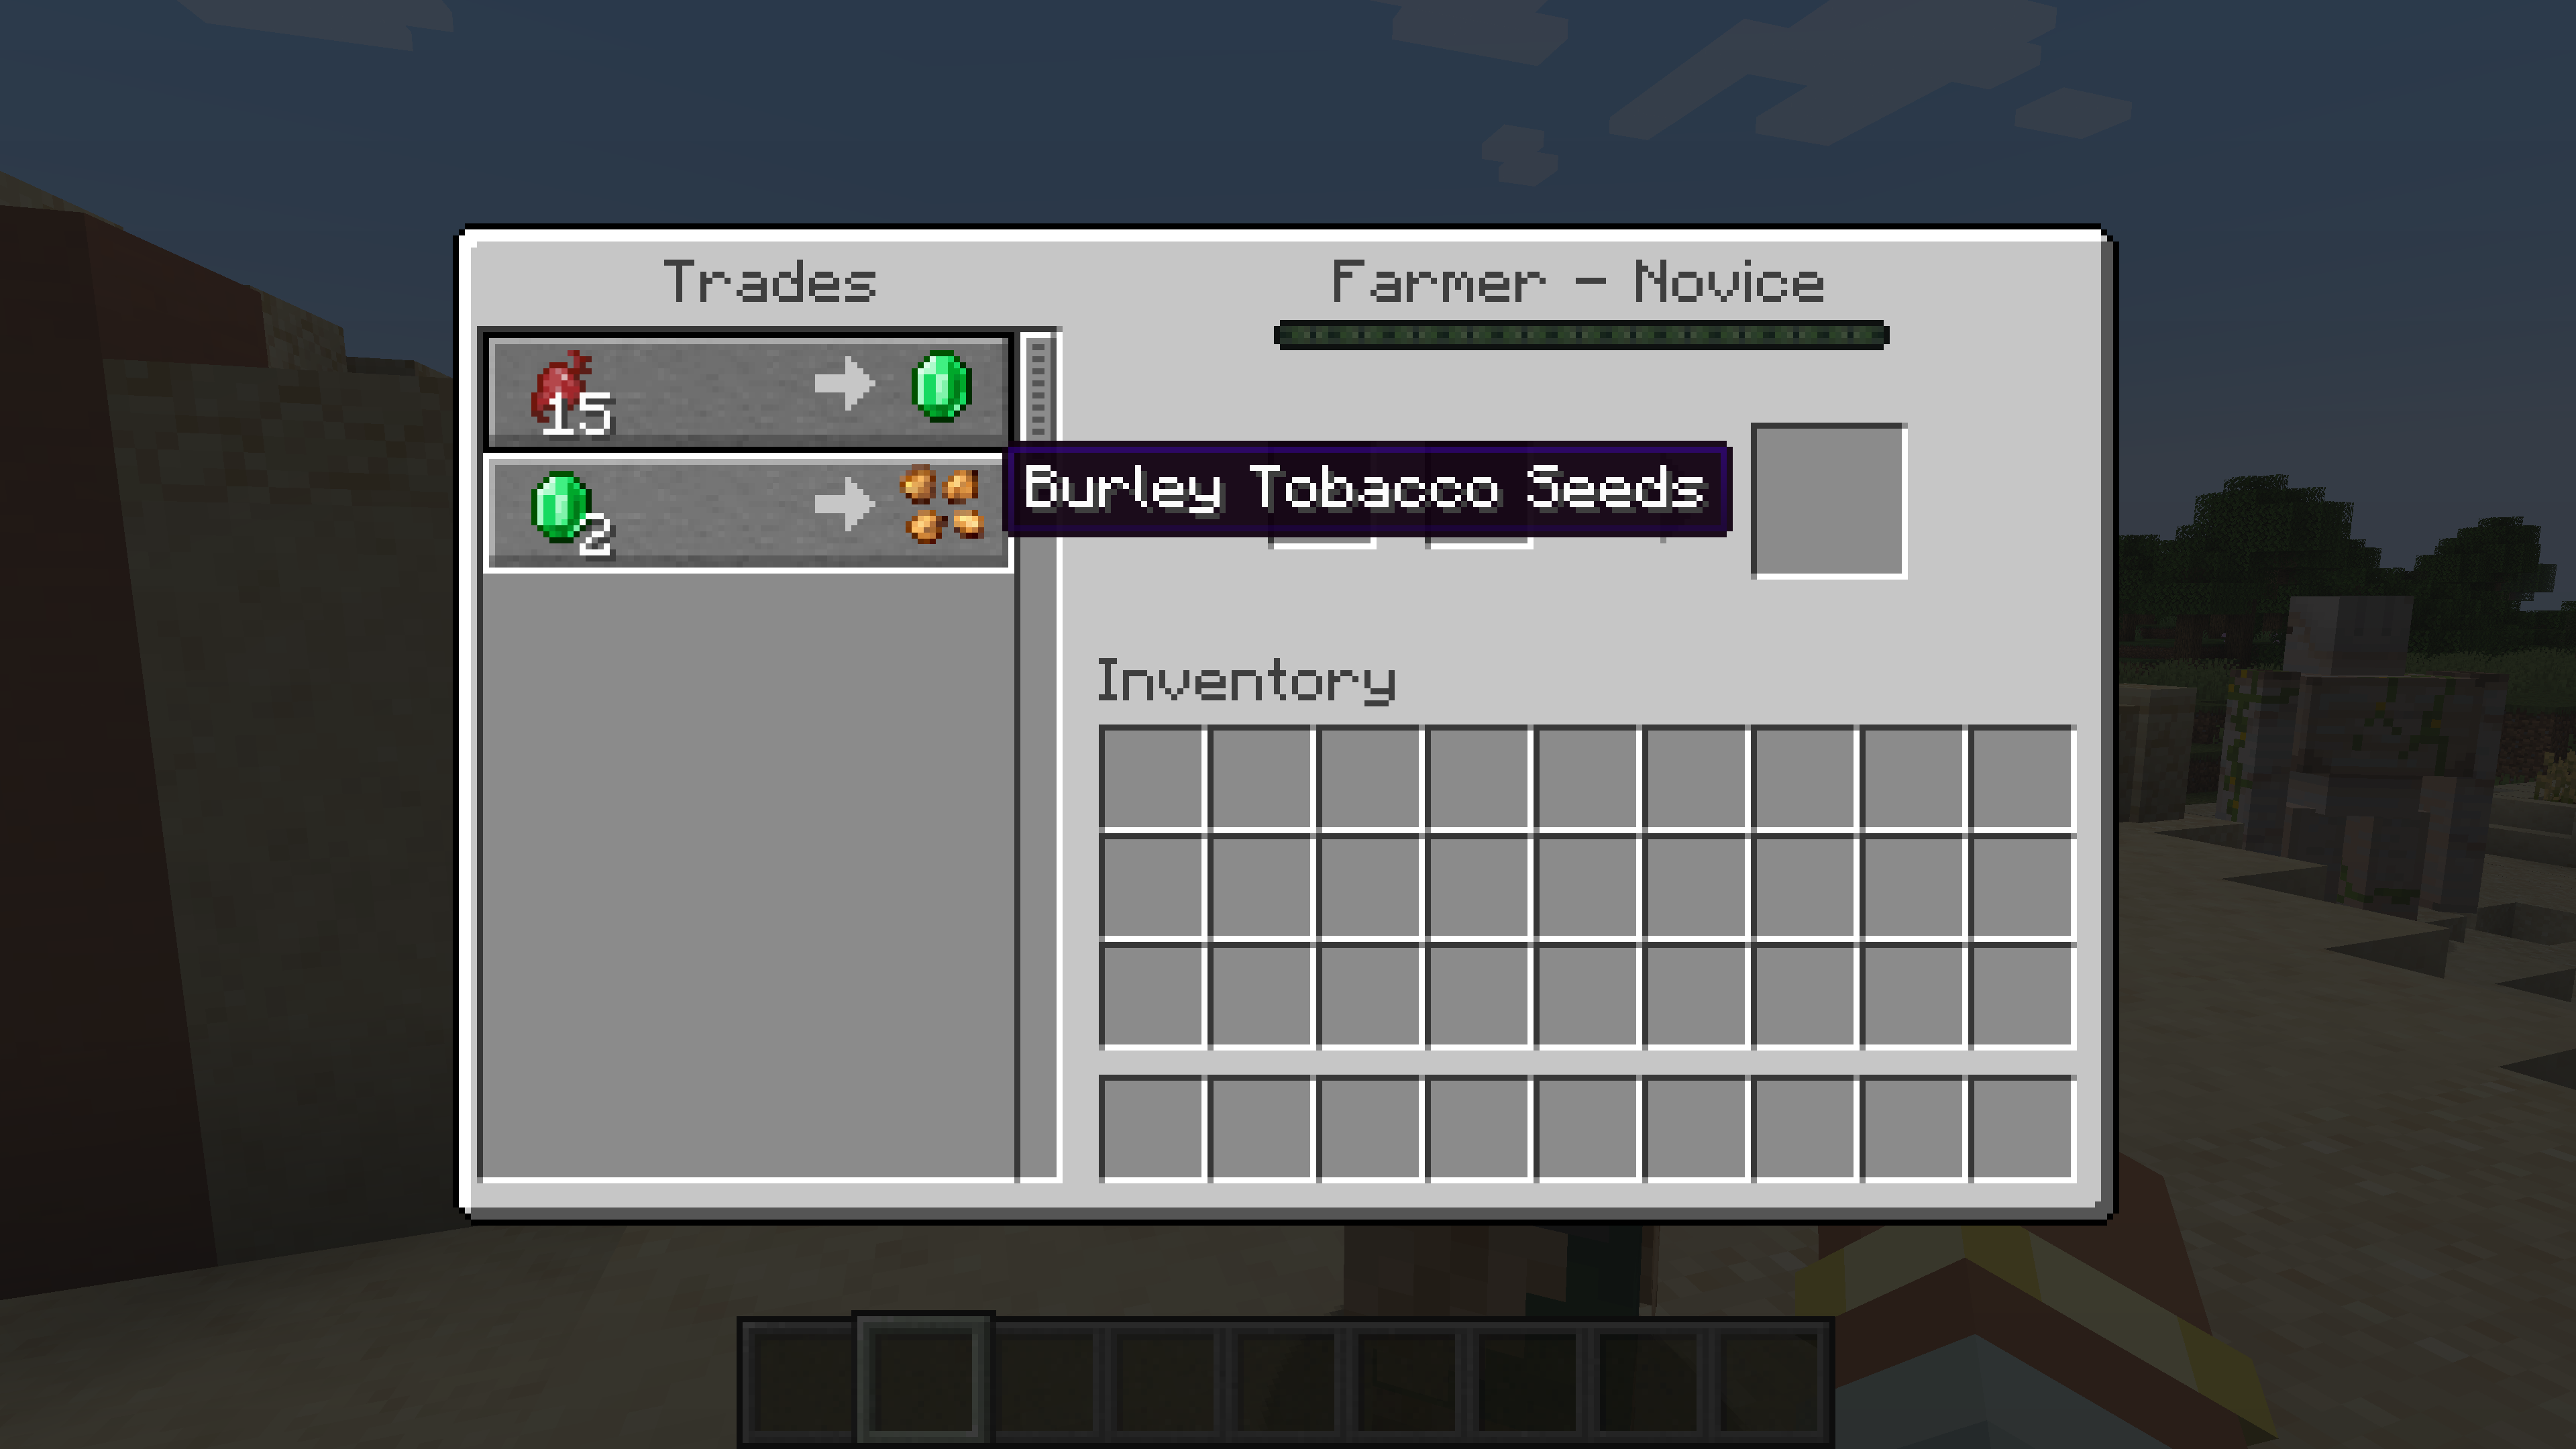 Trades
Farmer - Novice
15
2
Burley Tobacco Seeds
Inventory